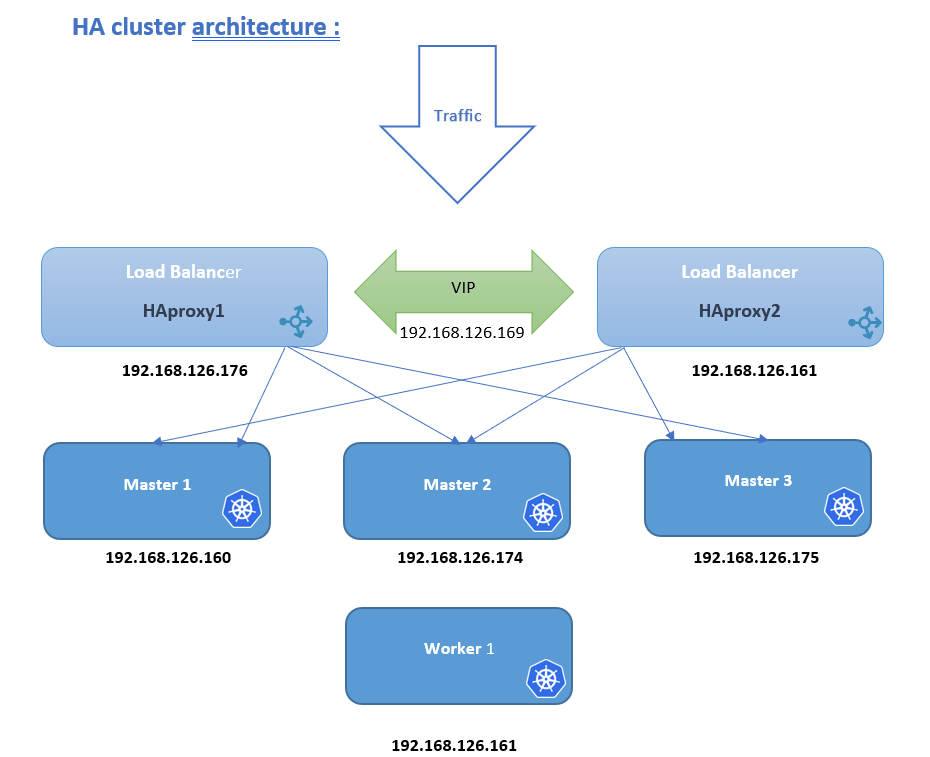 HA cluster architecture :
Traffic
Load Balancer
HAproxy1
VIP
192.168.126.169
Load Balancer
HAproxy2
192.168.126.176
192.168.126.161
Master 1
Master 2
Master 3
192.168.126.160
192.168.126.174
192.168.126.175
Worker 1
192.168.126.161